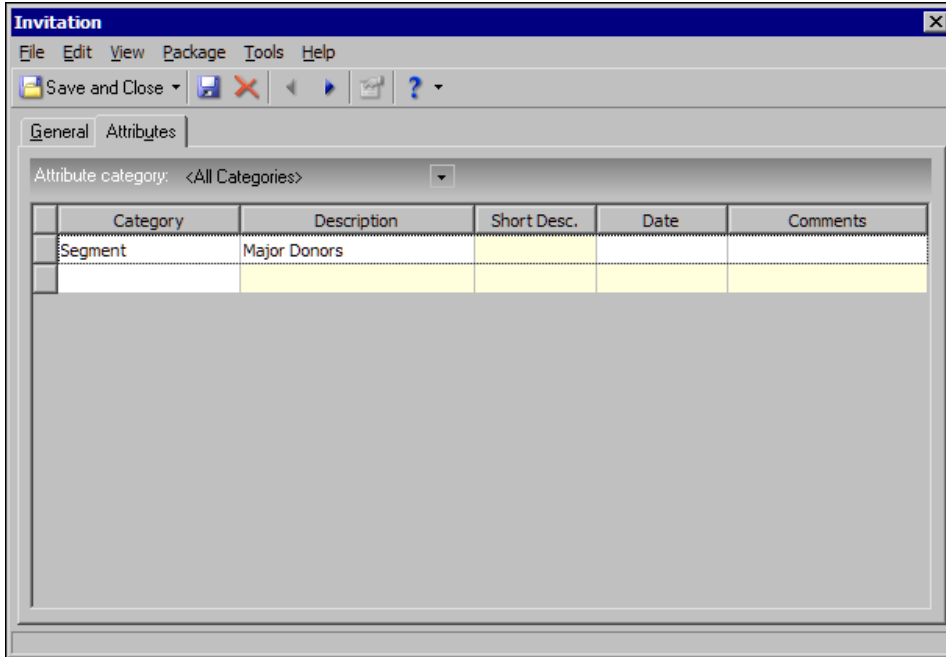 Invitation
File Edit View Package Tools Help
Save and Close ?
General Attributes
Attribute category: <All Categories>
Category Description Short Desc. Date Comments
Segment Major Donors